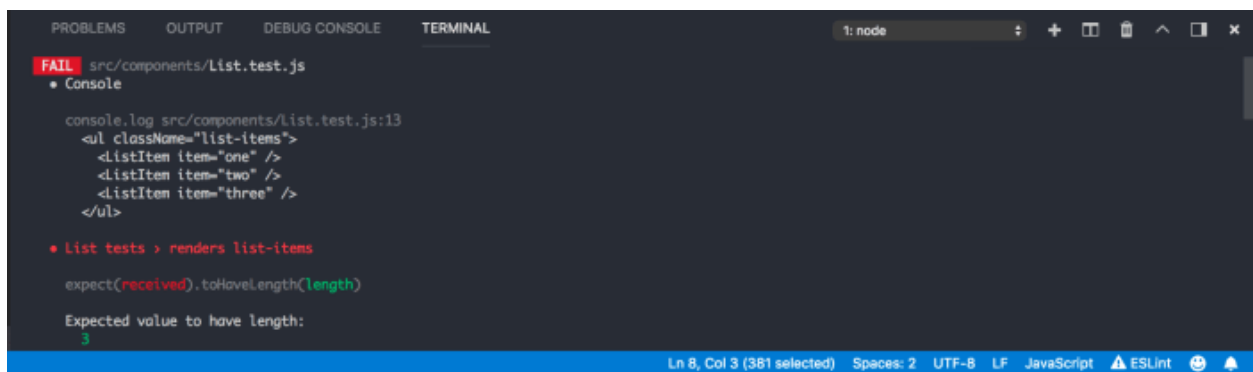 PROBLEMS OUTPUT DEBUG CONSOLE TERMINAL 1: node
FAIL src/components/List.test.js
• Console
console.log src/components/List.test.js:13
<ul className="list-items">
<ListItem item="one" />
<ListItem item="two" />
<ListItem item="three" />
</ul>
• List tests › renders list-items
expect(received).toHaveLength(length)
Expected value to have length:
3
Ln 8, Col 3 (381 selected) Spaces: 2 UTF-8 LF JavaScript ESLint